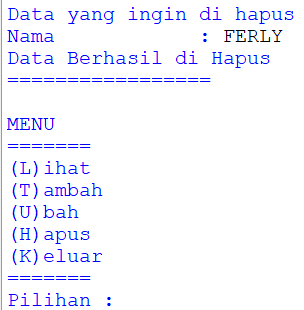 Data yang ingin di hapus
Nama            : FERLY
Data Berhasil di Hapus
=================

MENU
=======
(L)ihat
(T)ambah
(U)bah
(H)apus
(K)eluar
=======
Pilihan :